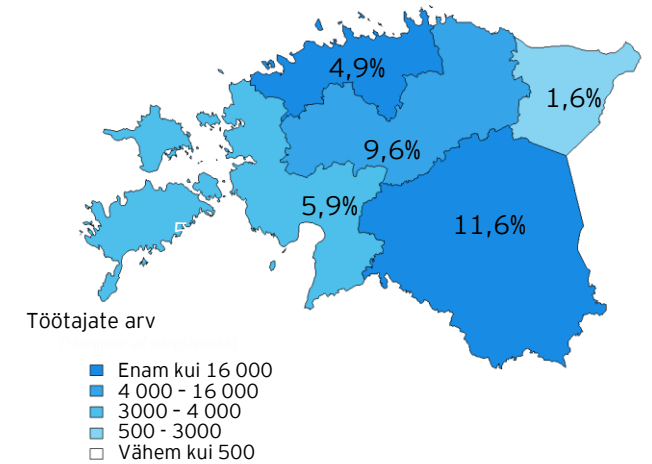 4,9%
1,6%
9,6%
5,9%
11,6%
Töötajate arv
Enam kui 16 000
4 000 – 16 000
3000 – 4 000
500 - 3000
Vähem kui 500